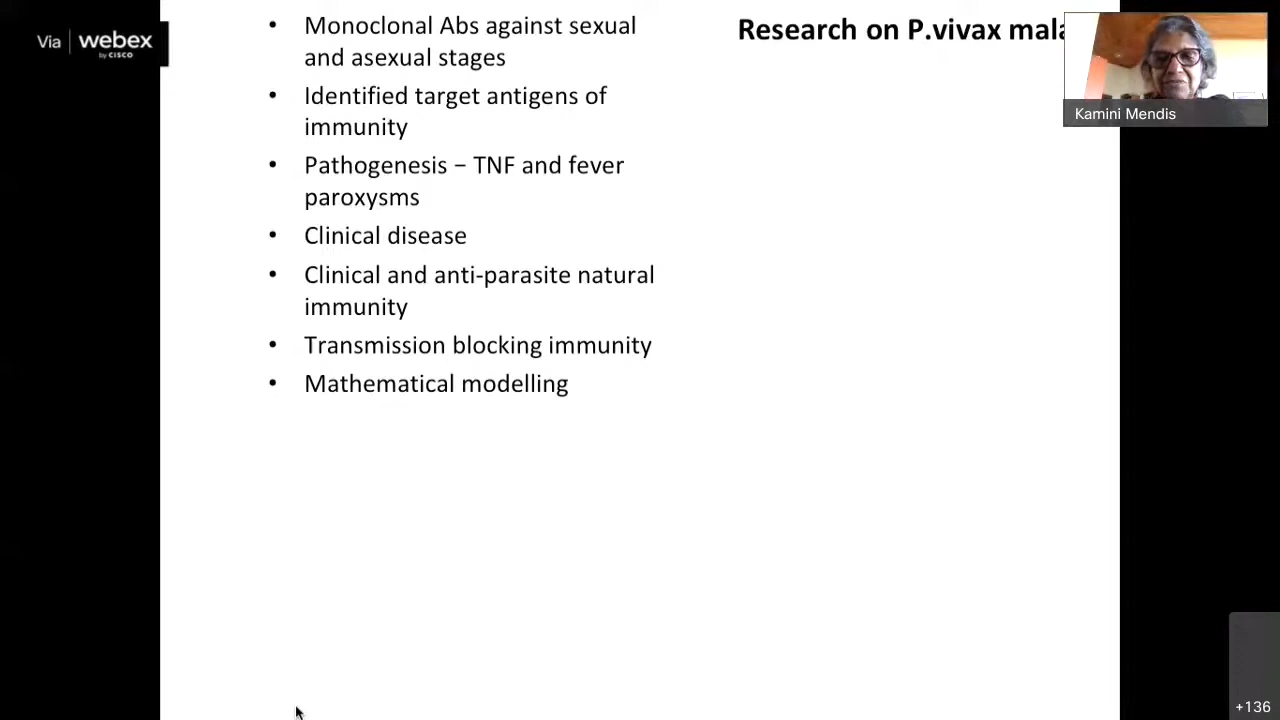 Via webex
by CISCO
Monoclonal Abs against sexual
and asexual stages
Identified target antigens of
immunity
Pathogenesis – TNF and fever
paroxysms
Clinical disease
Clinical and anti-parasite natural
immunity
Transmission blocking immunity
Mathematical modelling
Research on P.vivax mala
Kamini Mendis
+136